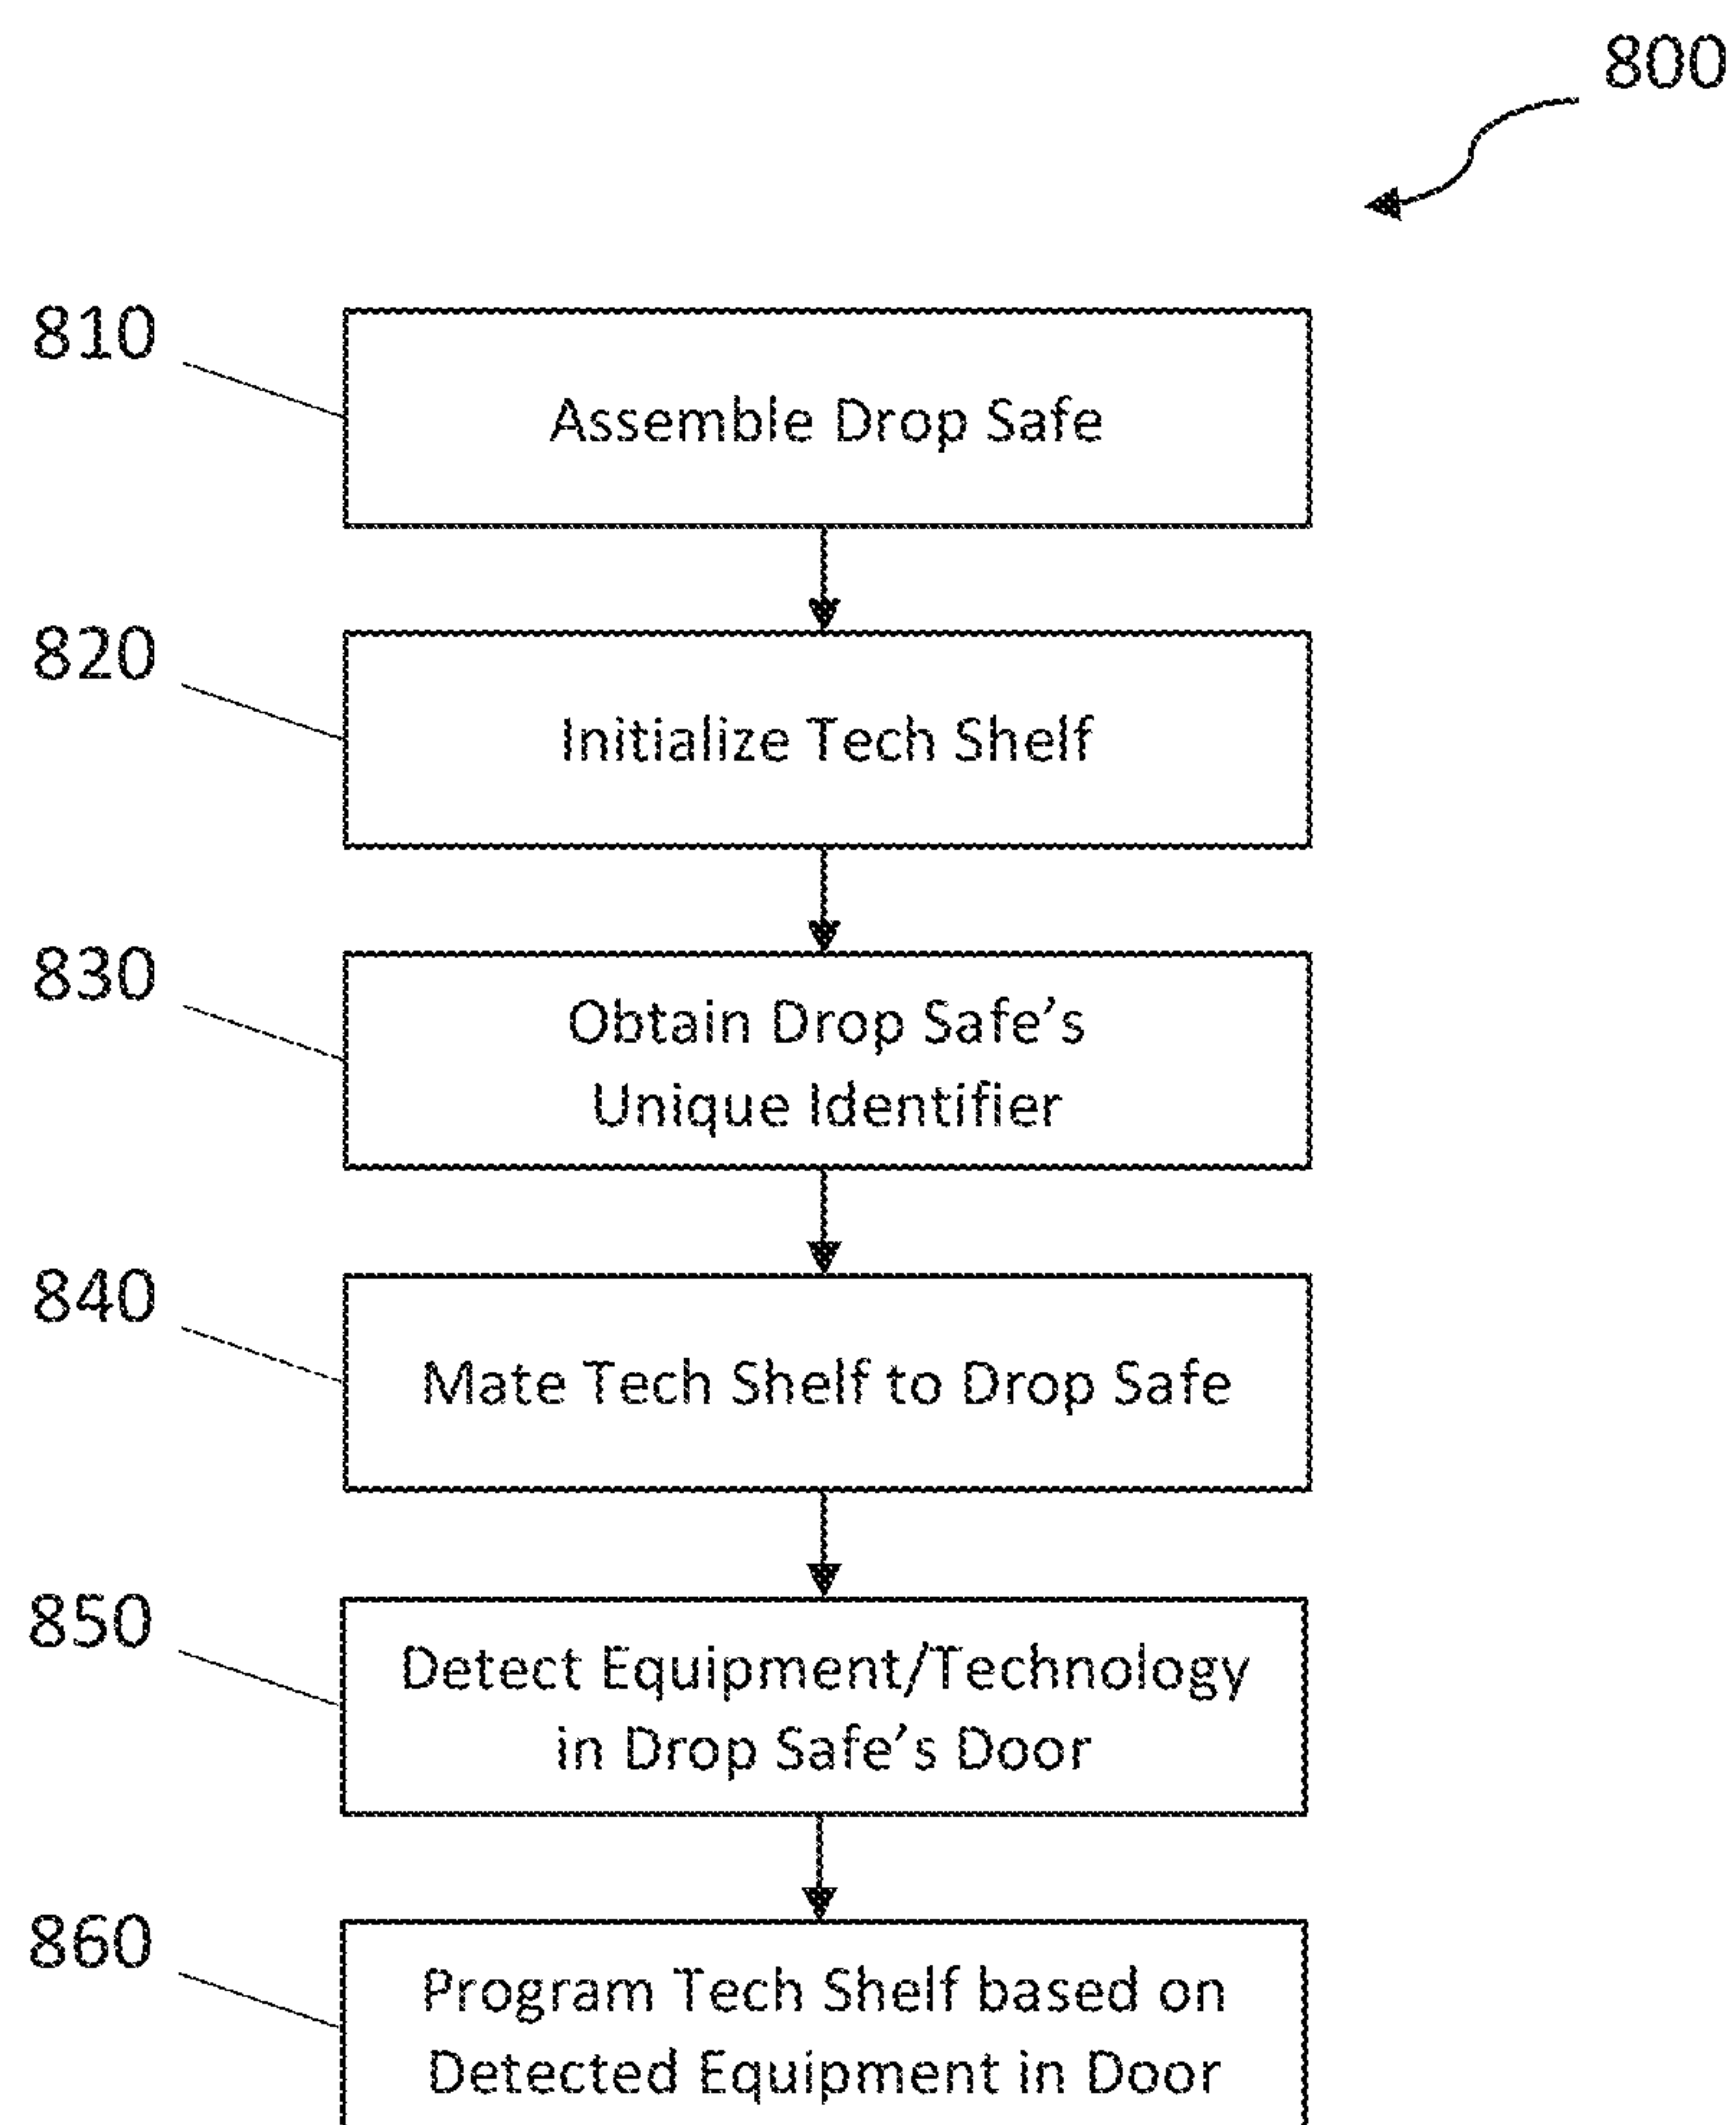 800
810
Assemble Drop Safe
820
Initialize Tech Shelf
830
Obtain Drop Safe’s
Unique Identifier
840
Mate Tech Shelf to Drop Safe
850
Detect Equipment/Technology
in Drop Safe’s Door
860
Program Tech Shelf based on
Detected Equipment in Door